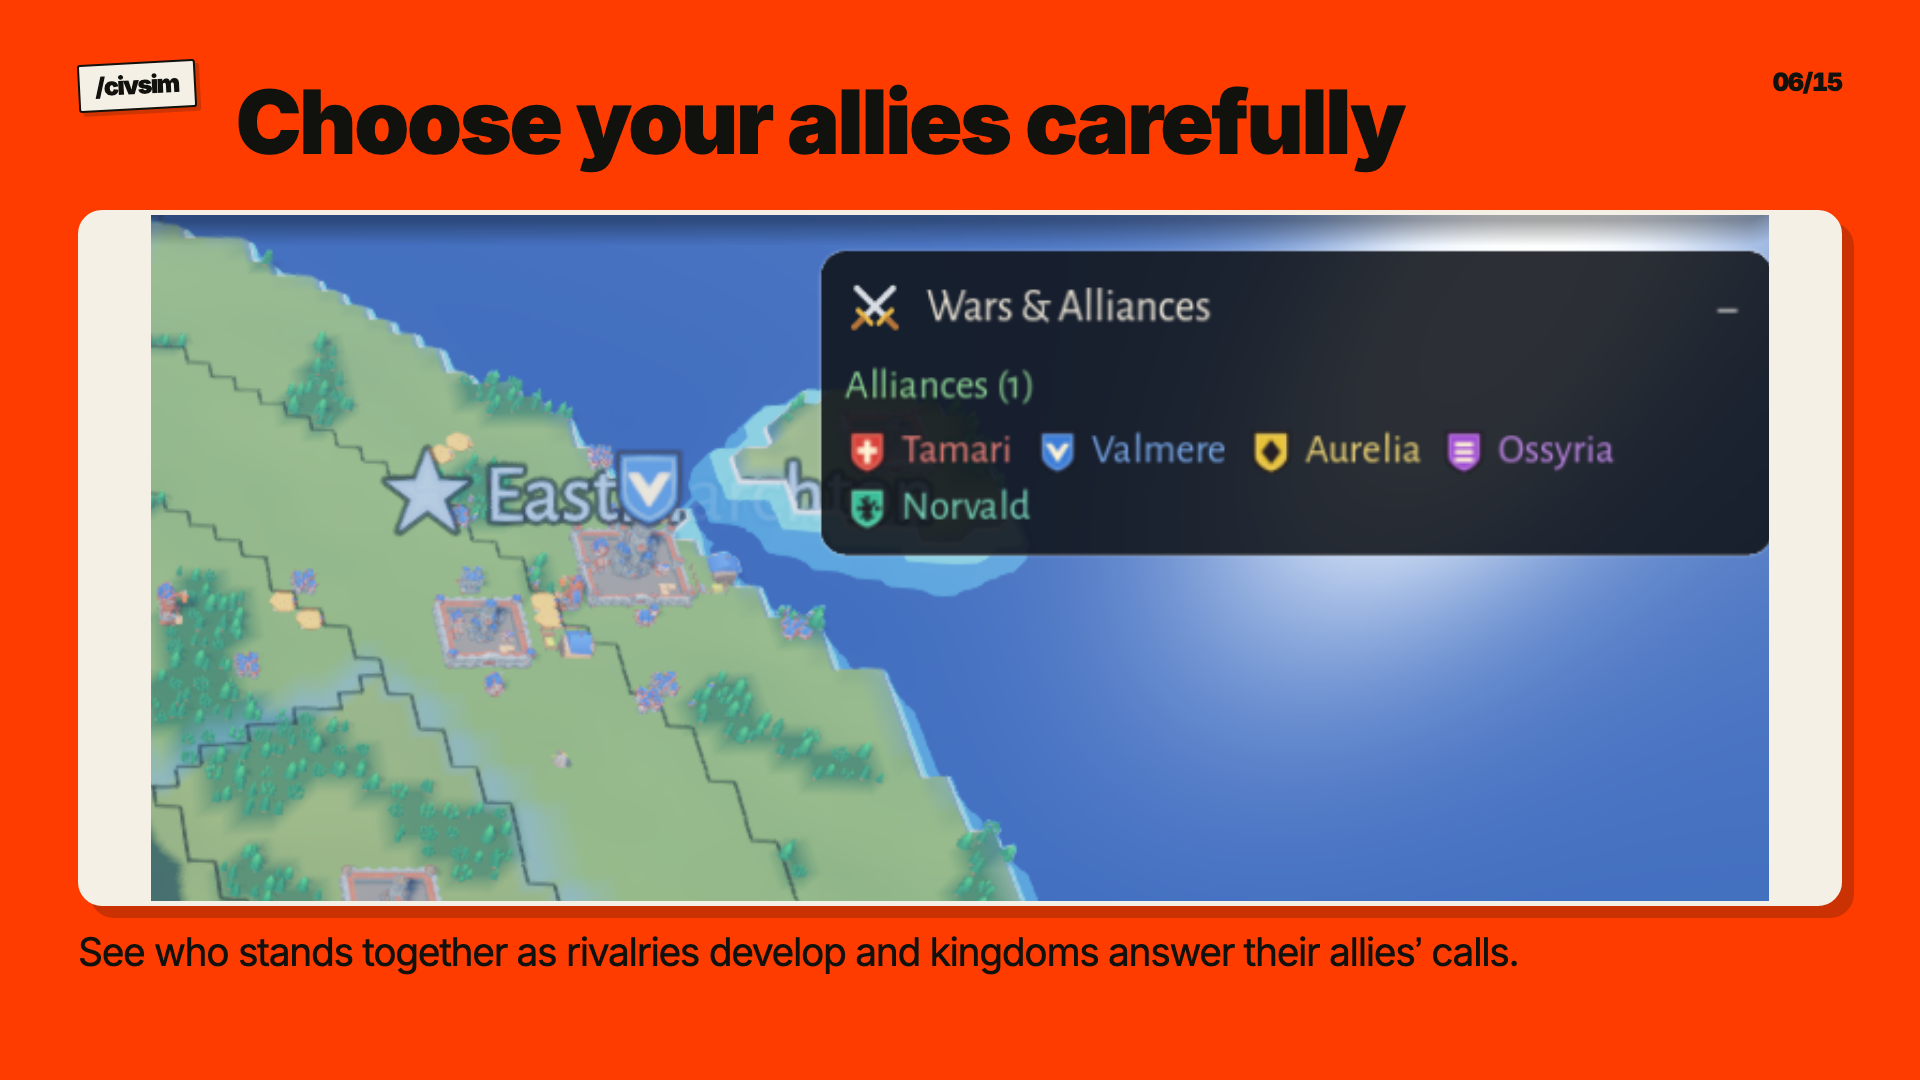 /civsim
Choose your allies carefully
06/15
Wars & Alliances
Alliances (1)
Tamari Valmere Aurelia Ossyria
Norvald
East
See who stands together as rivalries develop and kingdoms answer their allies’ calls.